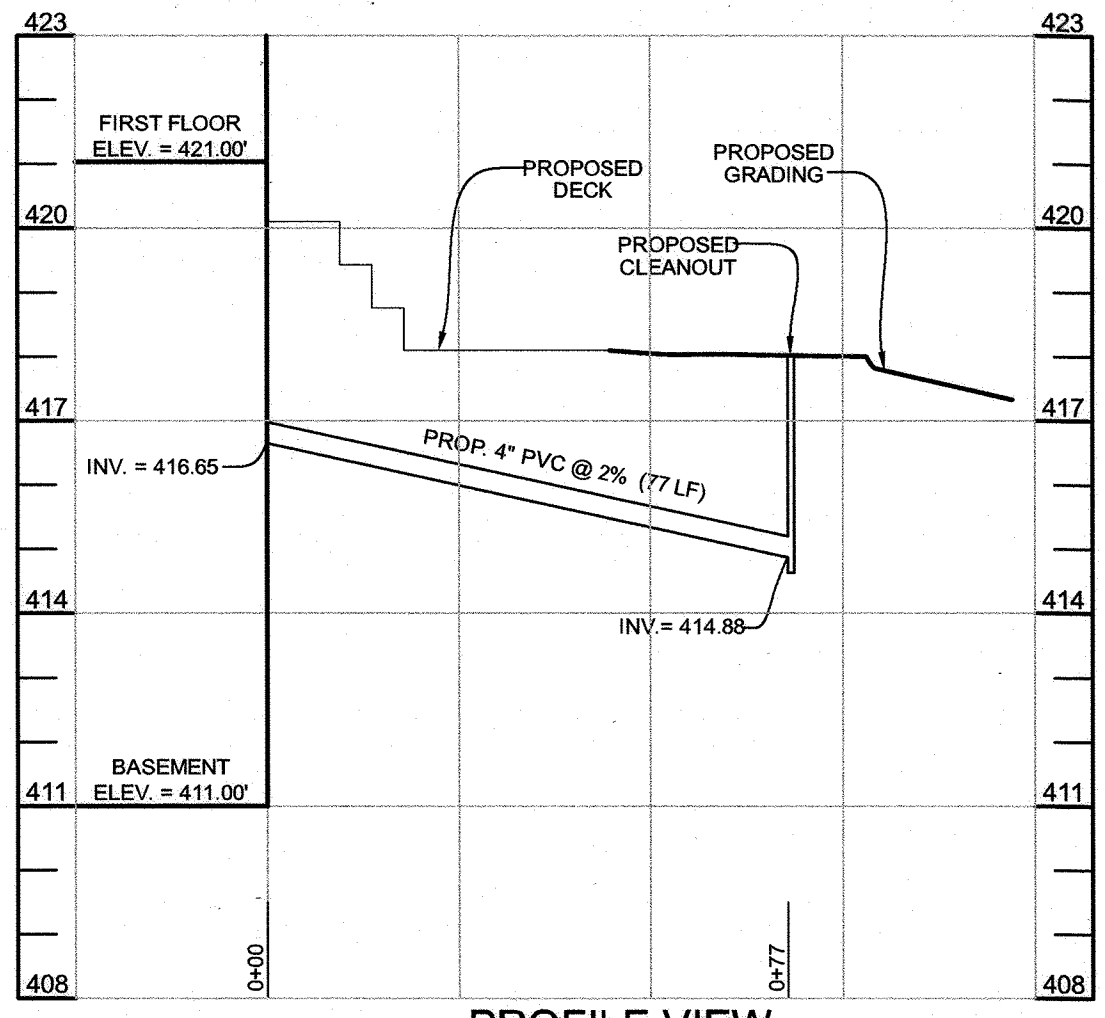 423
423
FIRST FLOOR
ELEV. = 421.00'
PROPOSED
DECK
PROPOSED
GRADING
420
420
PROPOSED
CLEANOUT
417
417
PROP. 4" PVC @ 2% (77 LF)
INV. = 416.65
414
414
INV.= 414.88
BASEMENT
ELEV. = 411.00'
411
411
0+00
0+77
408
408
PROFILE VIEW